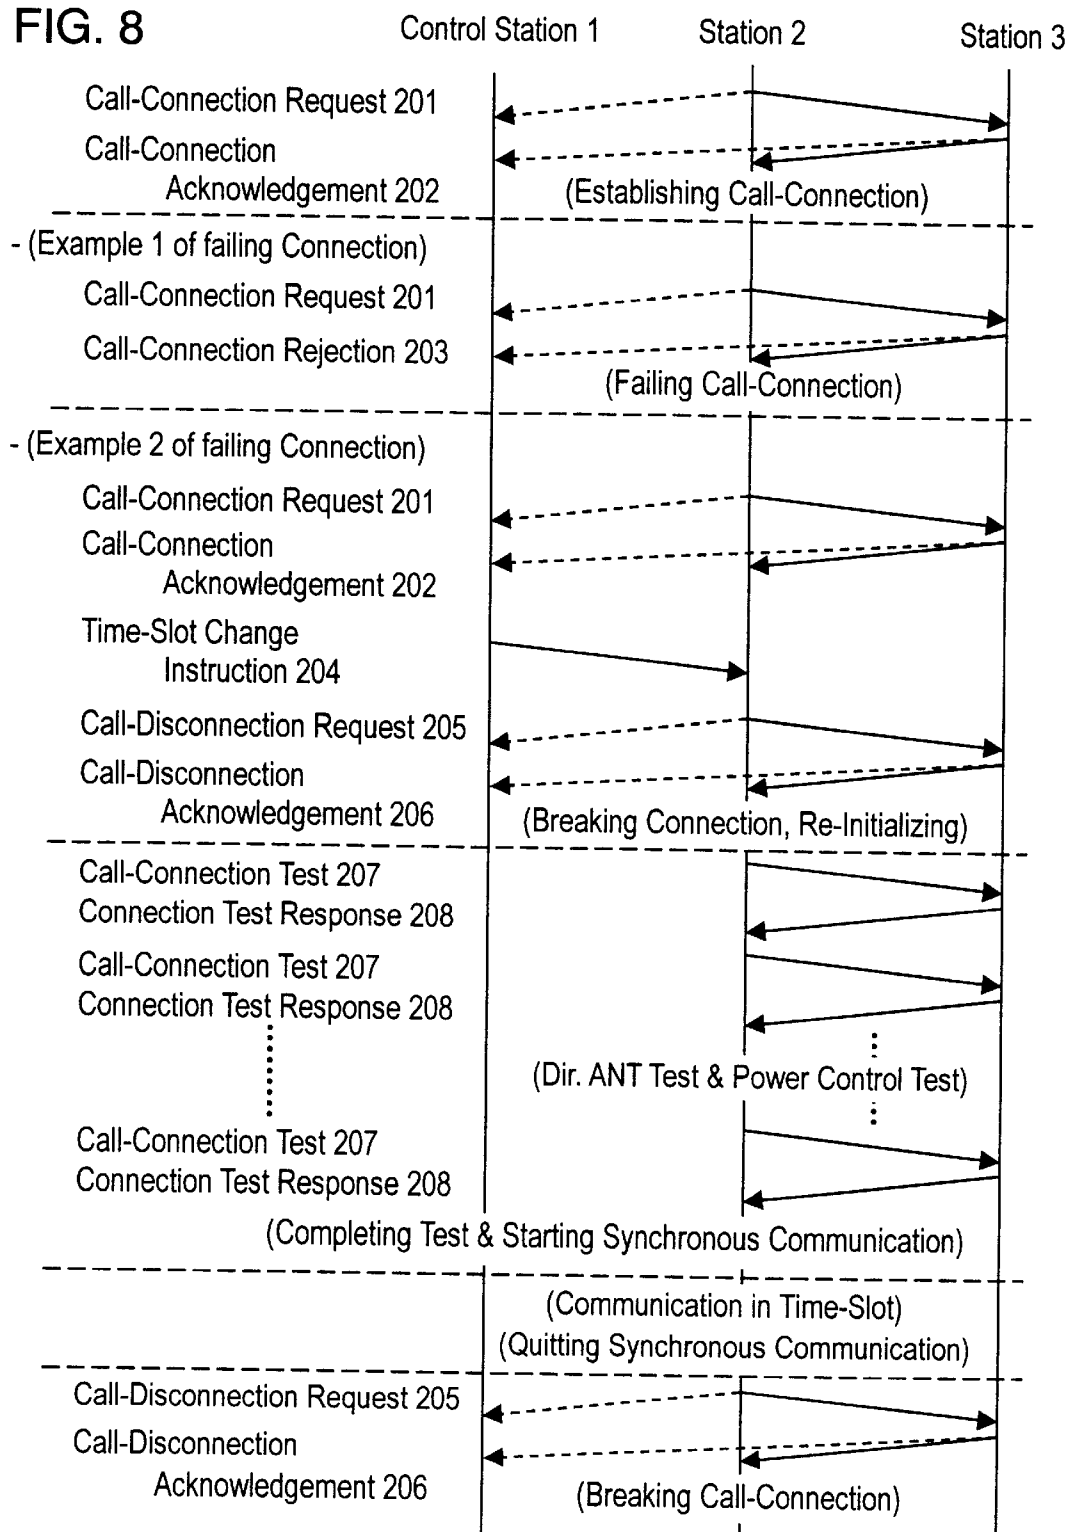 FIG. 8
Control Station 1
Station 2
Station 3
Call-Connection Request 201
Call-Connection
Acknowledgement 202
(Establishing Call-Connection)
- (Example 1 of failing Connection)
Call-Connection Request 201
Call-Connection Rejection 203
(Failing Call-Connection)
- (Example 2 of failing Connection)
Call-Connection Request 201
Call-Connection
Acknowledgement 202
Time-Slot Change
Instruction 204
Call-Disconnection Request 205
Call-Disconnection
Acknowledgement 206
(Breaking Connection, Re-Initializing)
Call-Connection Test 207
Connection Test Response 208
Call-Connection Test 207
Connection Test Response 208
(Dir. ANT Test & Power Control Test)
Call-Connection Test 207
Connection Test Response 208
(Completing Test & Starting Synchronous Communication)
(Communication in Time-Slot)
(Quitting Synchronous Communication)
Call-Disconnection Request 205
Call-Disconnection
Acknowledgement 206
(Breaking Call-Connection)